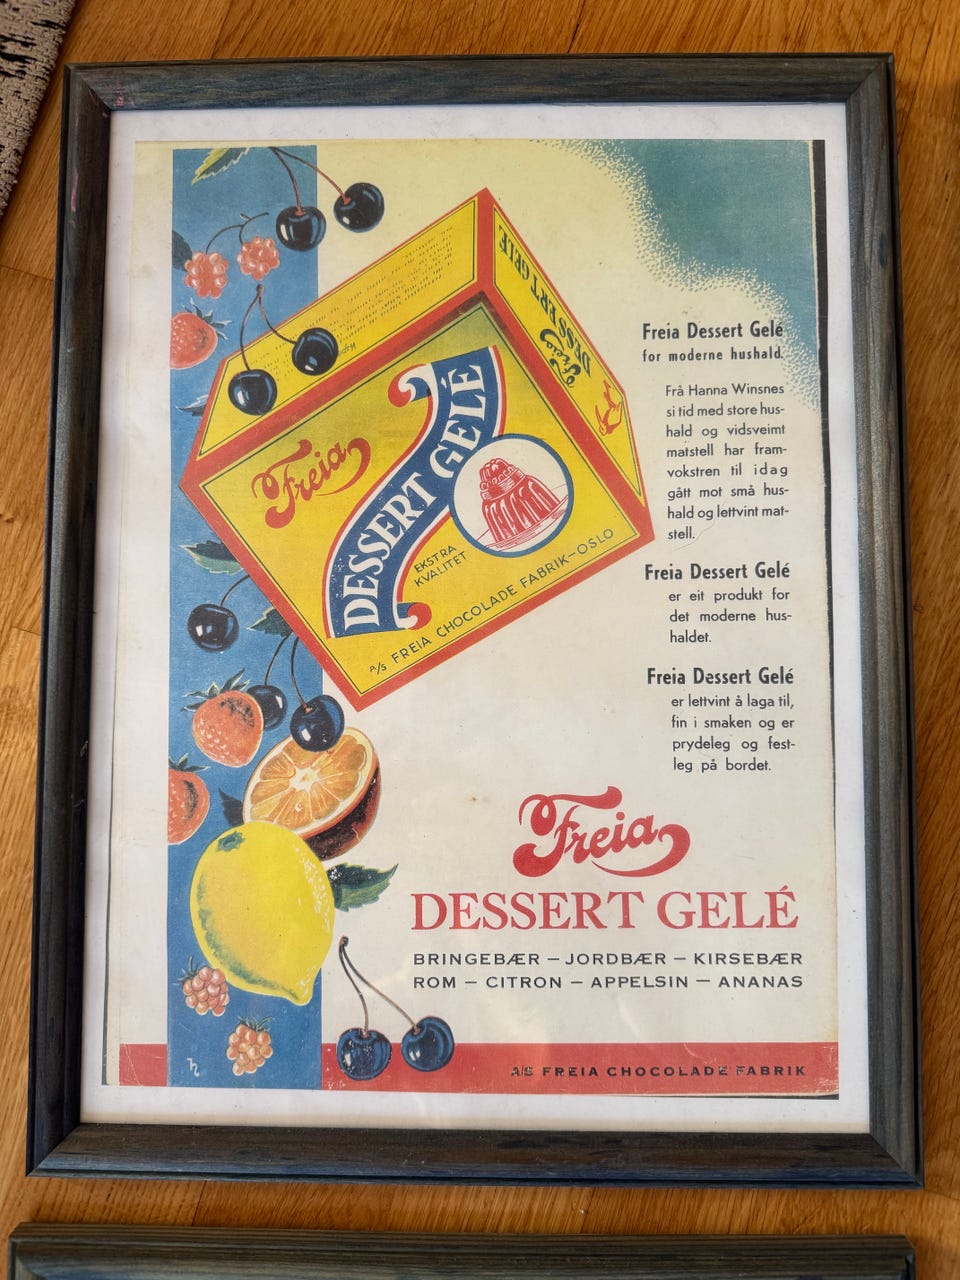 DESSERT GELÉ
Freia
Freia
DESSERT GELÉ
EKSTRA
KVALITET
A/S FREIA CHOCOLADE FABRIK-OSLO
Freia Dessert Gelé
for moderne hushald.
Frå Hanna Winsnes
si tid med store hus-
hald og vidsveimt
matstell har fram-
vokstren til idag
gått mot små hus-
hald og lettvint mat-
stell.
Freia Dessert Gelé
er eit produkt for
det moderne hus-
haldet.
Freia Dessert Gelé
er lettvint å laga til,
fin i smaken og er
prydeleg og fest-
leg på bordet.
Freia
DESSERT GELÉ
BRINGEBÆR — JORDBÆR — KIRSEBÆR
ROM — CITRON — APPELSIN — ANANAS
A/S FREIA CHOCOLADE FABRIK